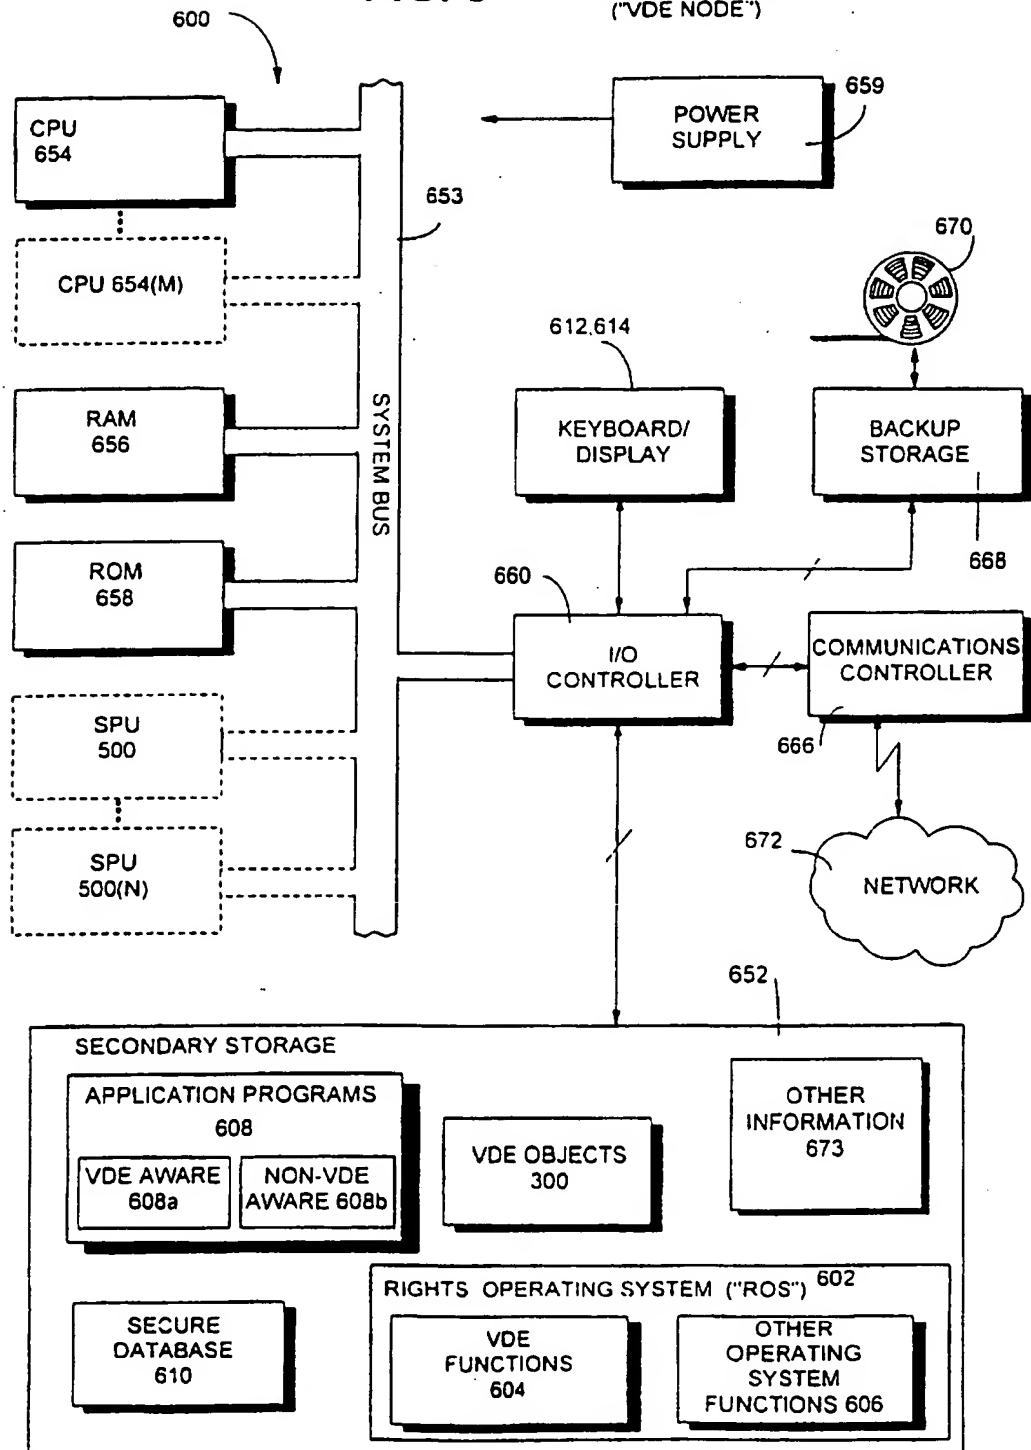 ("VDE NODE")
600
CPU
654
POWER
SUPPLY
659
653
CPU 654(M)
670
612,614
RAM
656
SYSTEM BUS
KEYBOARD/
DISPLAY
BACKUP
STORAGE
668
ROM
658
660
I/O
CONTROLLER
COMMUNICATIONS
CONTROLLER
666
SPU
500
SPU
500(N)
672
NETWORK
652
SECONDARY STORAGE
APPLICATION PROGRAMS
608
VDE AWARE
608a
NON-VDE
AWARE 608b
VDE OBJECTS
300
OTHER
INFORMATION
673
SECURE
DATABASE
610
RIGHTS OPERATING SYSTEM ("ROS") 602
VDE
FUNCTIONS
604
OTHER
OPERATING
SYSTEM
FUNCTIONS 606